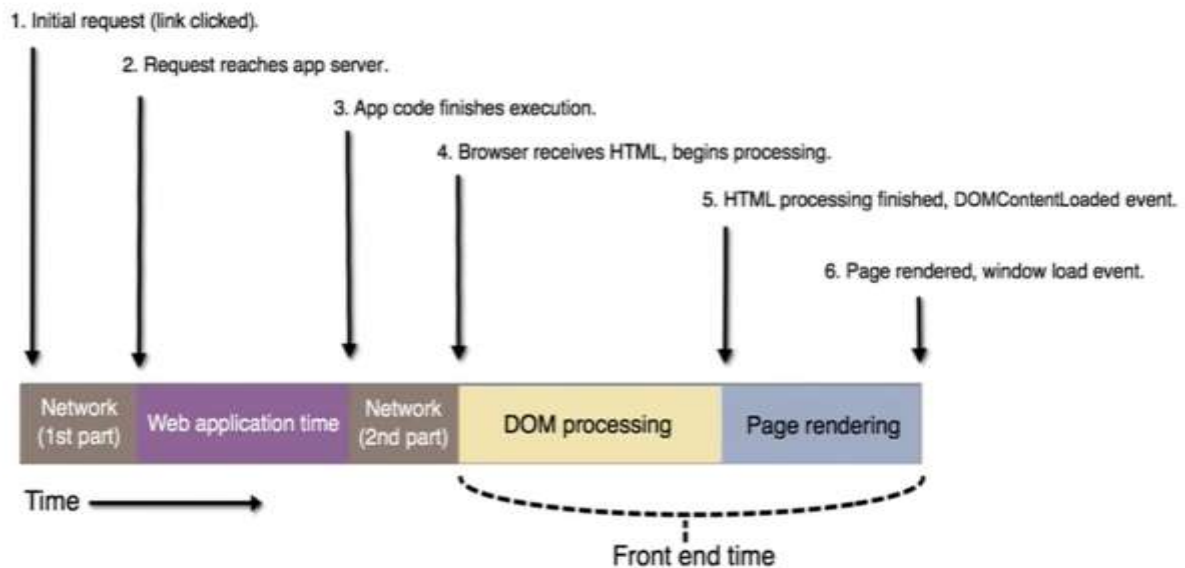 1. Initial request (link clicked).
2. Request reaches app server.
3. App code finishes execution.
4. Browser receives HTML, begins processing.
5. HTML processing finished, DOMContentLoaded event.
6. Page rendered, window load event.
Network
(1st part)
Web application time
Network
(2nd part)
DOM processing
Page rendering
Time
Front end time